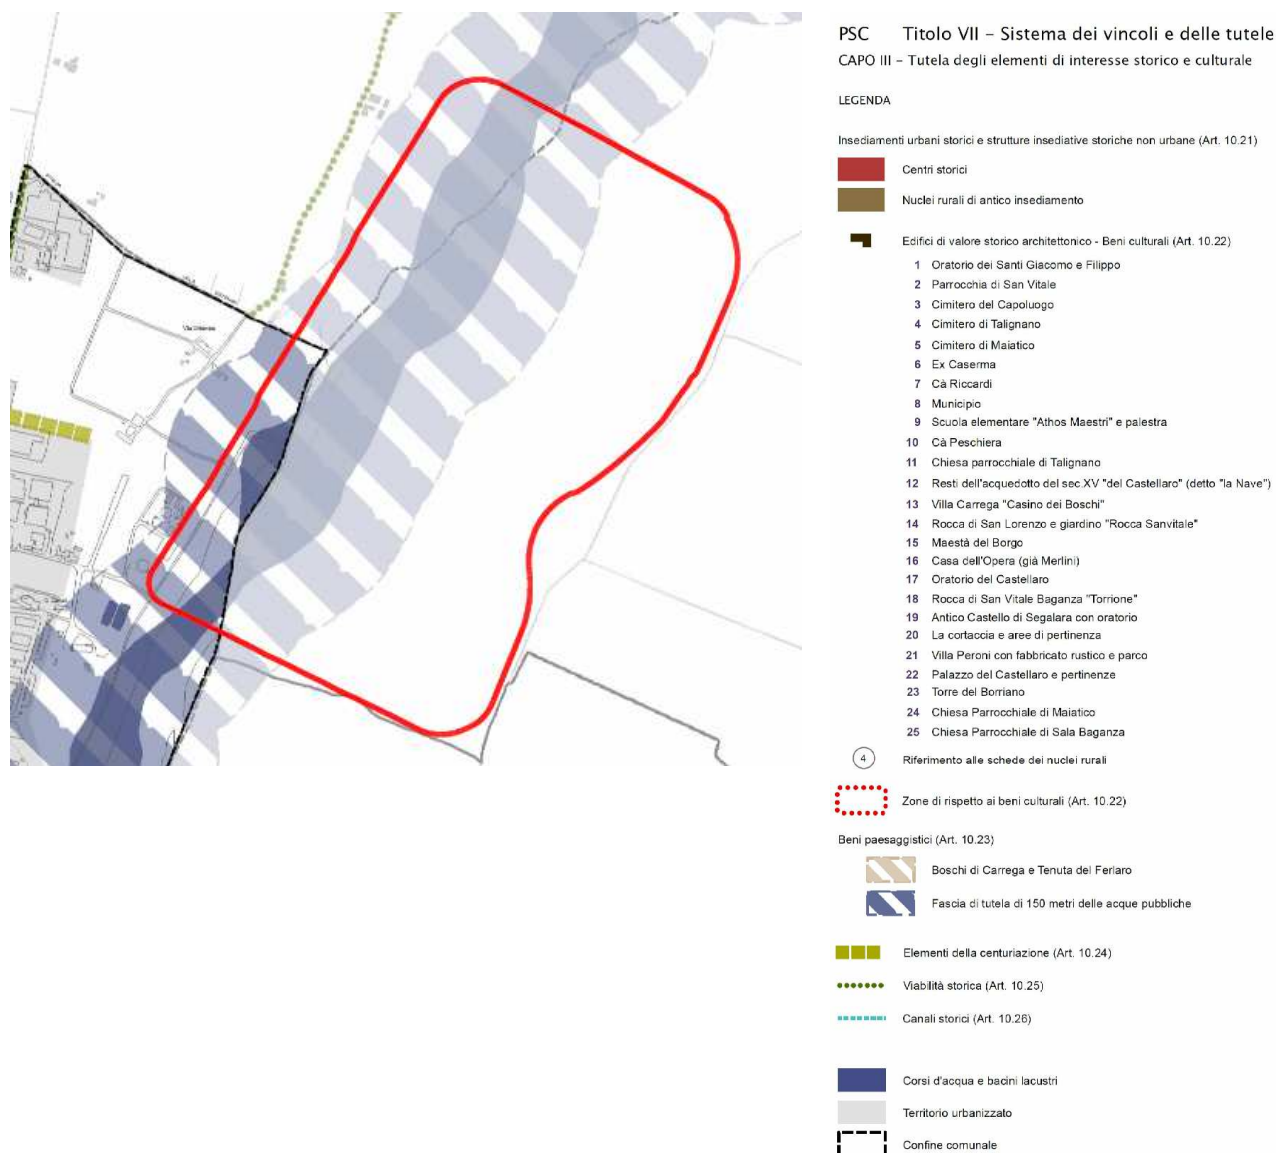 PSC Titolo VII – Sistema dei vincoli e delle tutele
CAPO III – Tutela degli elementi di interesse storico e culturale
LEGENDA
Insediamenti urbani storici e strutture insediative storiche non urbane (Art. 10.21)
Centri storici
Nuclei rurali di antico insediamento
Edifici di valore storico architettonico - Beni culturali (Art. 10.22)
1 Oratorio dei Santi Giacomo e Filippo
2 Parrocchia di San Vitale
3 Cimitero del Capoluogo
4 Cimitero di Talignano
5 Cimitero di Maiatico
6 Ex Caserma
7 Cà Riccardi
8 Municipio
9 Scuola elementare "Athos Maestri" e palestra
10 Cà Peschiera
11 Chiesa parrocchiale di Talignano
12 Resti dell'acquedotto del sec.XV "del Castellaro" (detto "la Nave")
13 Villa Carrega "Casino dei Boschi"
14 Rocca di San Lorenzo e giardino "Rocca Sanvitale"
15 Maestà del Borgo
16 Casa dell'Opera (già Merlini)
17 Oratorio del Castellaro
18 Rocca di San Vitale Baganza "Torrione"
19 Antico Castello di Segalara con oratorio
20 La cortaccia e aree di pertinenza
21 Villa Peroni con fabbricato rustico e parco
22 Palazzo del Castellaro e pertinenze
23 Torre del Borriano
24 Chiesa Parrocchiale di Maiatico
25 Chiesa Parrocchiale di Sala Baganza
4 Riferimento alle schede dei nuclei rurali
Zone di rispetto ai beni culturali (Art. 10.22)
Beni paesaggistici (Art. 10.23)
Boschi di Carrega e Tenuta del Ferlaro
Fascia di tutela di 150 metri delle acque pubbliche
Elementi della centuriazione (Art. 10.24)
Viabilità storica (Art. 10.25)
Canali storici (Art. 10.26)
Corsi d'acqua e bacini lacustri
Territorio urbanizzato
Confine comunale